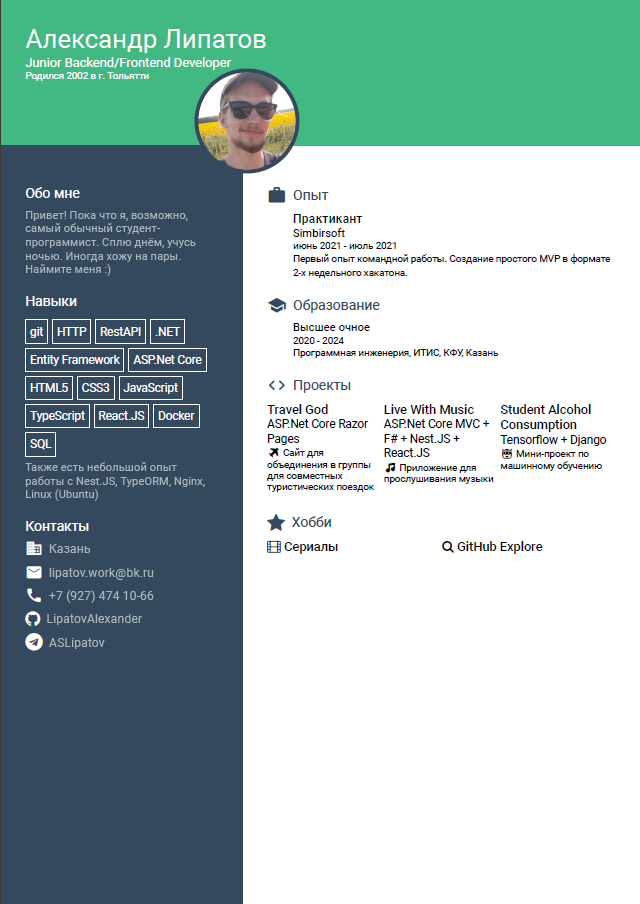 Александр Липатов
Junior Backend/Frontend Developer
Родился 2002 в г. Тольятти
Обо мне
Привет! Пока что я, возможно,
самый обычный студент-
программист. Сплю днём, учусь
ночью. Иногда хожу на пары.
Наймите меня :)
Навыки
git HTTP RestAPI .NET
Entity Framework ASP.Net Core
HTML5 CSS3 JavaScript
TypeScript React.JS Docker
SQL
Также есть небольшой опыт
работы с Nest.JS, TypeORM, Nginx,
Linux (Ubuntu)
Контакты
Казань
lipatov.work@bk.ru
+7 (927) 474 10-66
LipatovAlexander
ASLipatov
Опыт
Практикант
Simbirsoft
июнь 2021 - июль 2021
Первый опыт командной работы. Создание простого MVP в формате
2-х недельного хакатона.
Образование
Высшее очное
2020 - 2024
Программная инженерия, ИТИС, КФУ, Казань
Проекты
Travel God
ASP.Net Core Razor
Pages
Сайт для
объединения в группы
для совместных
туристических поездок
Live With Music
ASP.Net Core MVC +
F# + Nest.JS +
React.JS
Приложение для
прослушивания музыки
Student Alcohol
Consumption
Tensorflow + Django
Мини-проект по
машинному обучению
Хобби
Сериалы
GitHub Explore